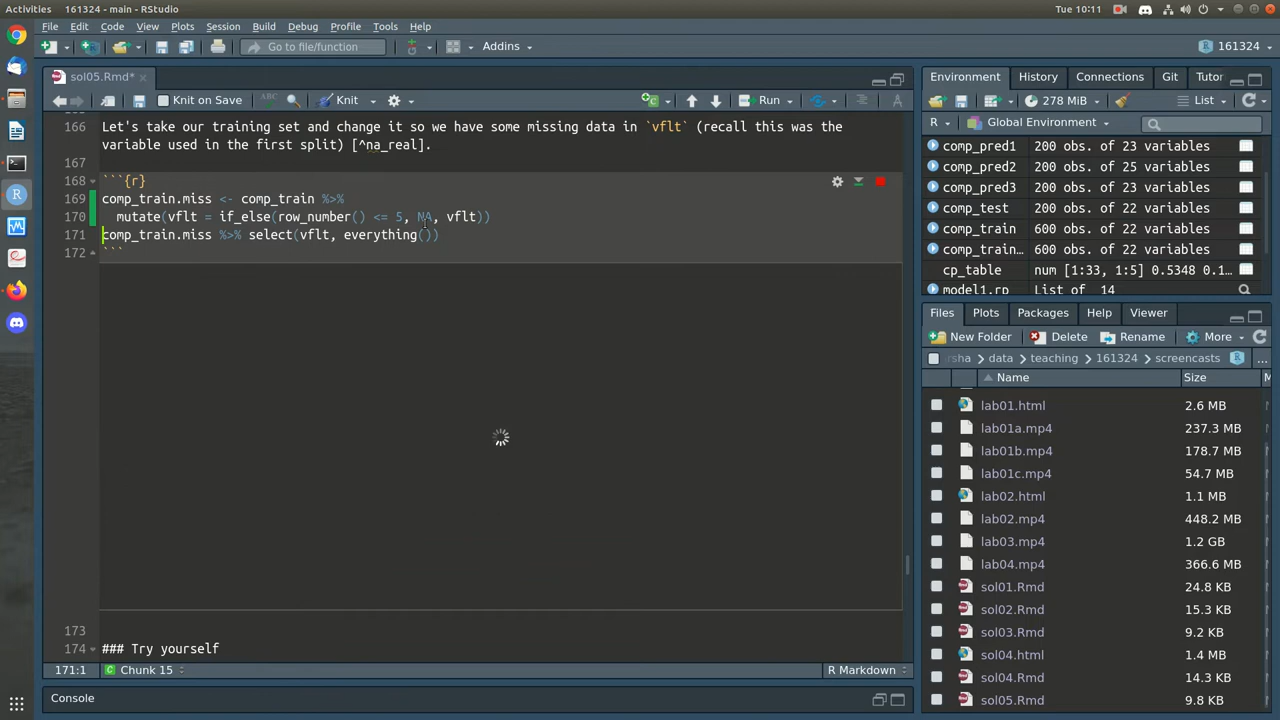 Activities
161324 - main - RStudio
Tue 10:11
File Edit Code View Plots Session Build Debug Profile Tools Help
Go to file/function
Addins
161324
sol05.Rmd*
Knit on Save
ABC
Knit
Run
166 Let's take our training set and change it so we have some missing data in `vflt` (recall this was the
variable used in the first split) [^na_real].
167
168 ```{r}
169 comp_train.miss <- comp_train %>%
170 mutate(vflt = if_else(row_number() <= 5, NA, vflt))
171 comp_train.miss %>% select(vflt, everything())
172 ```
173
174 ### Try yourself
171:1 Chunk 15 R Markdown
Console
Environment History Connections Git Tutor
278 MiB List
R Global Environment
comp_pred1 200 obs. of 23 variables
comp_pred2 200 obs. of 25 variables
comp_pred3 200 obs. of 23 variables
comp_test 200 obs. of 22 variables
comp_train 600 obs. of 22 variables
comp_train... 600 obs. of 22 variables
cp_table num [1:33, 1:5] 0.5348 0.1...
model1.rp List of 14
Files Plots Packages Help Viewer
New Folder Delete Rename More
rsha data teaching 161324 screencasts ...
Name Size M
lab01.html 2.6 MB
lab01a.mp4 237.3 MB
lab01b.mp4 178.7 MB
lab01c.mp4 54.7 MB
lab02.html 1.1 MB
lab02.mp4 448.2 MB
lab03.mp4 1.2 GB
lab04.mp4 366.6 MB
sol01.Rmd 24.8 KB
sol02.Rmd 15.3 KB
sol03.Rmd 9.2 KB
sol04.html 1.4 MB
sol04.Rmd 14.3 KB
sol05.Rmd 9.8 KB